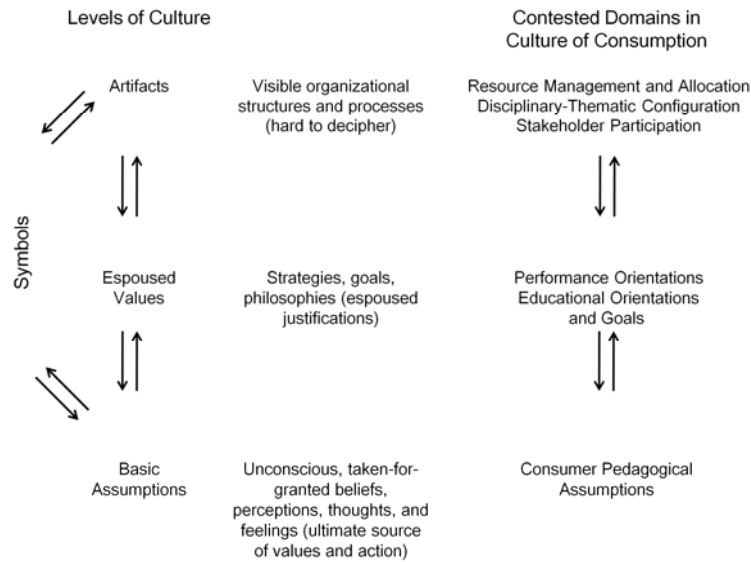 Levels of Culture
Contested Domains in
Culture of Consumption
Artifacts
Visible organizational
structures and processes
(hard to decipher)
Resource Management and Allocation
Disciplinary-Thematic Configuration
Stakeholder Participation
Symbols
Espoused
Values
Strategies, goals,
philosophies (espoused
justifications)
Performance Orientations
Educational Orientations
and Goals
Basic
Assumptions
Unconscious, taken-for-
granted beliefs,
perceptions, thoughts, and
feelings (ultimate source
of values and action)
Consumer Pedagogical
Assumptions